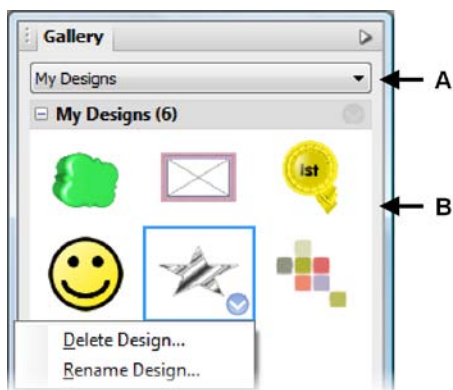 Gallery
My Designs
A
My Designs (6)
1st
B
Delete Design...
Rename Design...